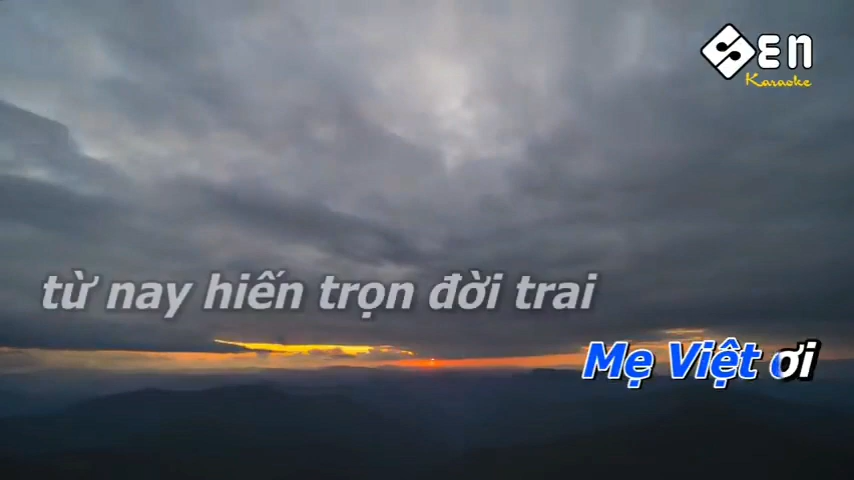 Sen
Karaoke
từ nay hiến trọn đời trai
Mẹ Việt ơi